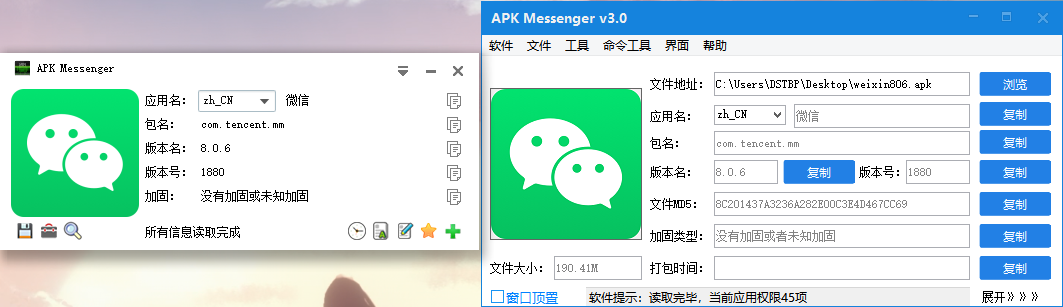 APK Messenger
应用名: zh_CN 微信
包名: com.tencent.mm
版本名: 8.0.6
版本号: 1880
加固: 没有加固或未知加固
所有信息读取完成
APK Messenger v3.0
软件 文件 工具 命令工具 界面 帮助
文件地址: C:\Users\DSTBP\Desktop\weixin806.apk 浏览
应用名: zh_CN 微信 复制
包名: com.tencent.mm 复制
版本名: 8.0.6 复制 版本号: 1880 复制
文件MD5: 8C201437A3236A282E00C3E4D467CC69 复制
加固类型: 没有加固或者未知加固 复制
文件大小: 190.41M 打包时间: 复制
窗口顶置 软件提示: 读取完毕，当前应用权限45项 展开》》》